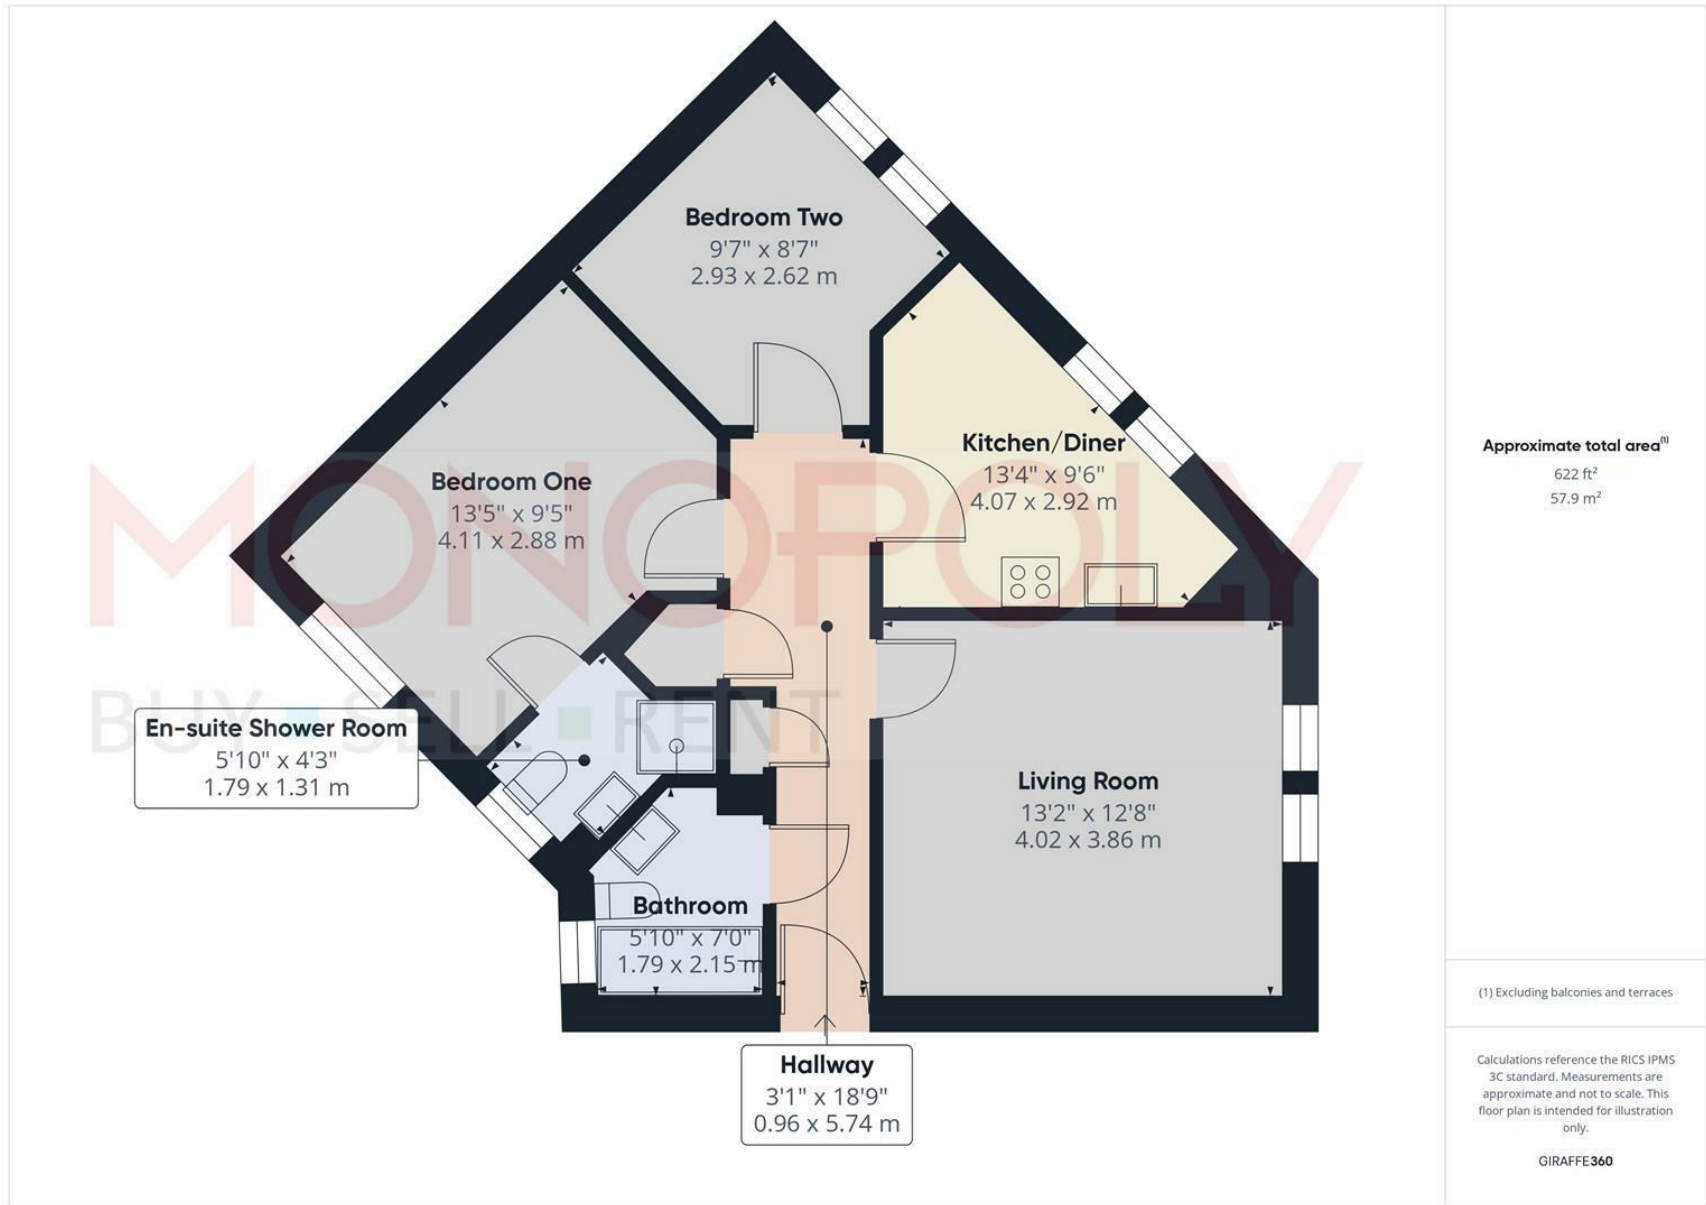 Bedroom Two
9'7" x 8'7"
2.93 x 2.62 m
Kitchen/Diner
13'4" x 9'6"
4.07 x 2.92 m
Bedroom One
13'5" x 9'5"
4.11 x 2.88 m
MONOPOLY
BUY SELL RENT
En-suite Shower Room
5'10" x 4'3"
1.79 x 1.31 m
Living Room
13'2" x 12'8"
4.02 x 3.86 m
Bathroom
5'10" x 7'0"
1.79 x 2.15 m
Hallway
3'1" x 18'9"
0.96 x 5.74 m
Approximate total area(1)
622 ft²
57.9 m²
(1) Excluding balconies and terraces
Calculations reference the RICS IPMS
3C standard. Measurements are
approximate and not to scale. This
floor plan is intended for illustration
only.
GIRAFFE360